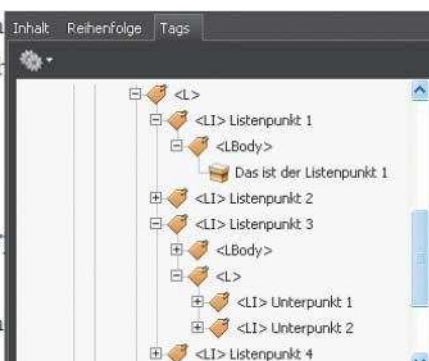 Inhalt Reihenfolge Tags
<L>
<LI> Listenpunkt 1
<LBody>
Das ist der Listenpunkt 1
<LI> Listenpunkt 2
<LI> Listenpunkt 3
<LBody>
<L>
<LI> Unterpunkt 1
<LI> Unterpunkt 2
<LI> Listenpunkt 4